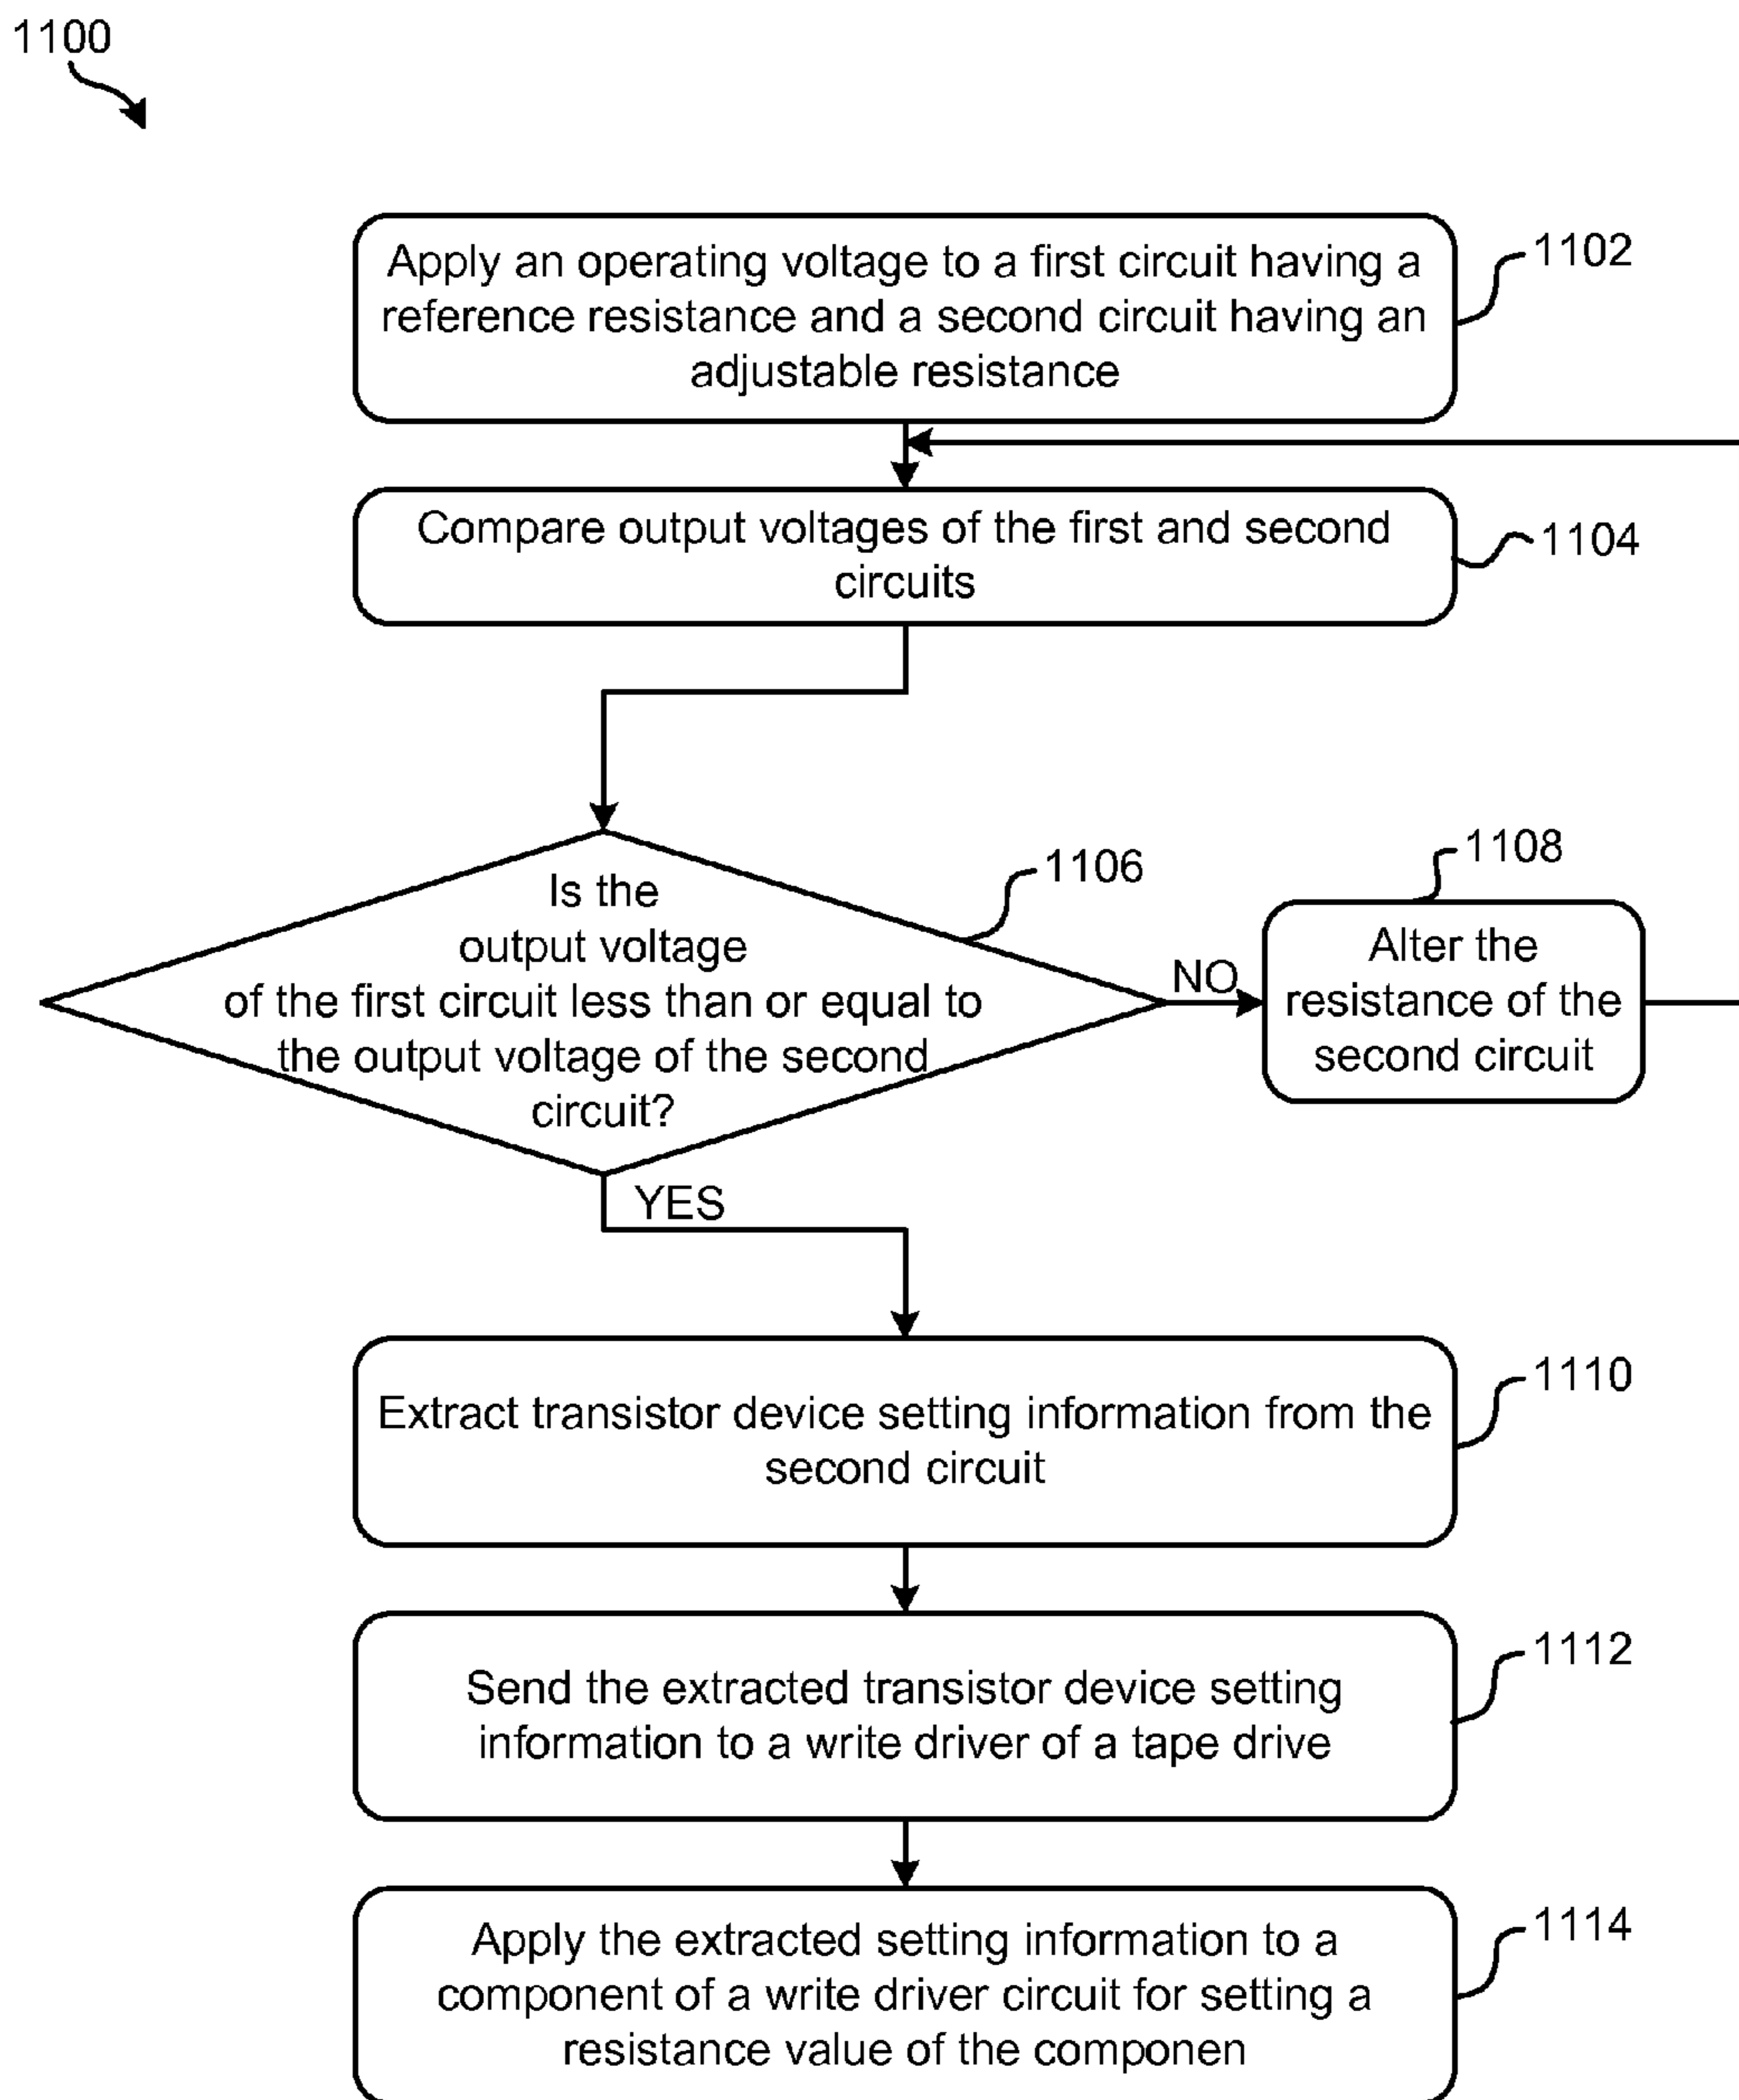 1100
Apply an operating voltage to a first circuit having a
reference resistance and a second circuit having an
adjustable resistance
1102
Compare output voltages of the first and second
circuits
1104
Is the
output voltage
of the first circuit less than or equal to
the output voltage of the second
circuit?
1106
NO
1108
Alter the
resistance of the
second circuit
YES
Extract transistor device setting information from the
second circuit
1110
Send the extracted transistor device setting
information to a write driver of a tape drive
1112
Apply the extracted setting information to a
component of a write driver circuit for setting a
resistance value of the componen
1114